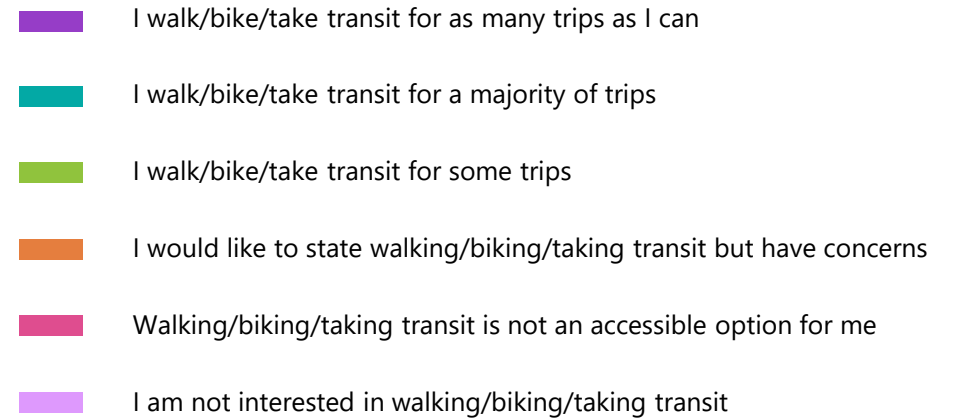 I walk/bike/take transit for as many trips as I can
I walk/bike/take transit for a majority of trips
I walk/bike/take transit for some trips
I would like to state walking/biking/taking transit but have concerns
Walking/biking/taking transit is not an accessible option for me
I am not interested in walking/biking/taking transit